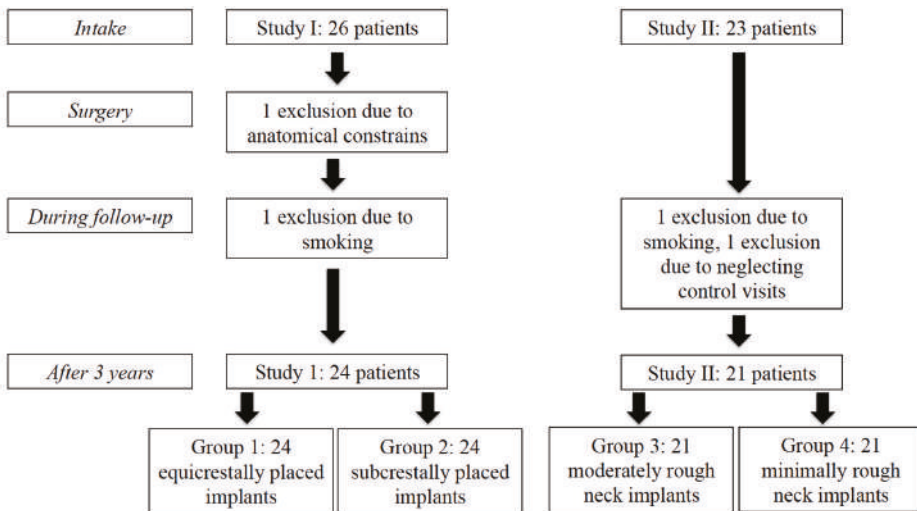 Intake
Study I: 26 patients
Study II: 23 patients
Surgery
1 exclusion due to
anatomical constrains
During follow-up
1 exclusion due to
smoking
1 exclusion due to
smoking, 1 exclusion
due to neglecting
control visits
After 3 years
Study 1: 24 patients
Study II: 21 patients
Group 1: 24
equicrestally placed
implants
Group 2: 24
subcrestally placed
implants
Group 3: 21
moderately rough
neck implants
Group 4: 21
minimally rough
neck implants